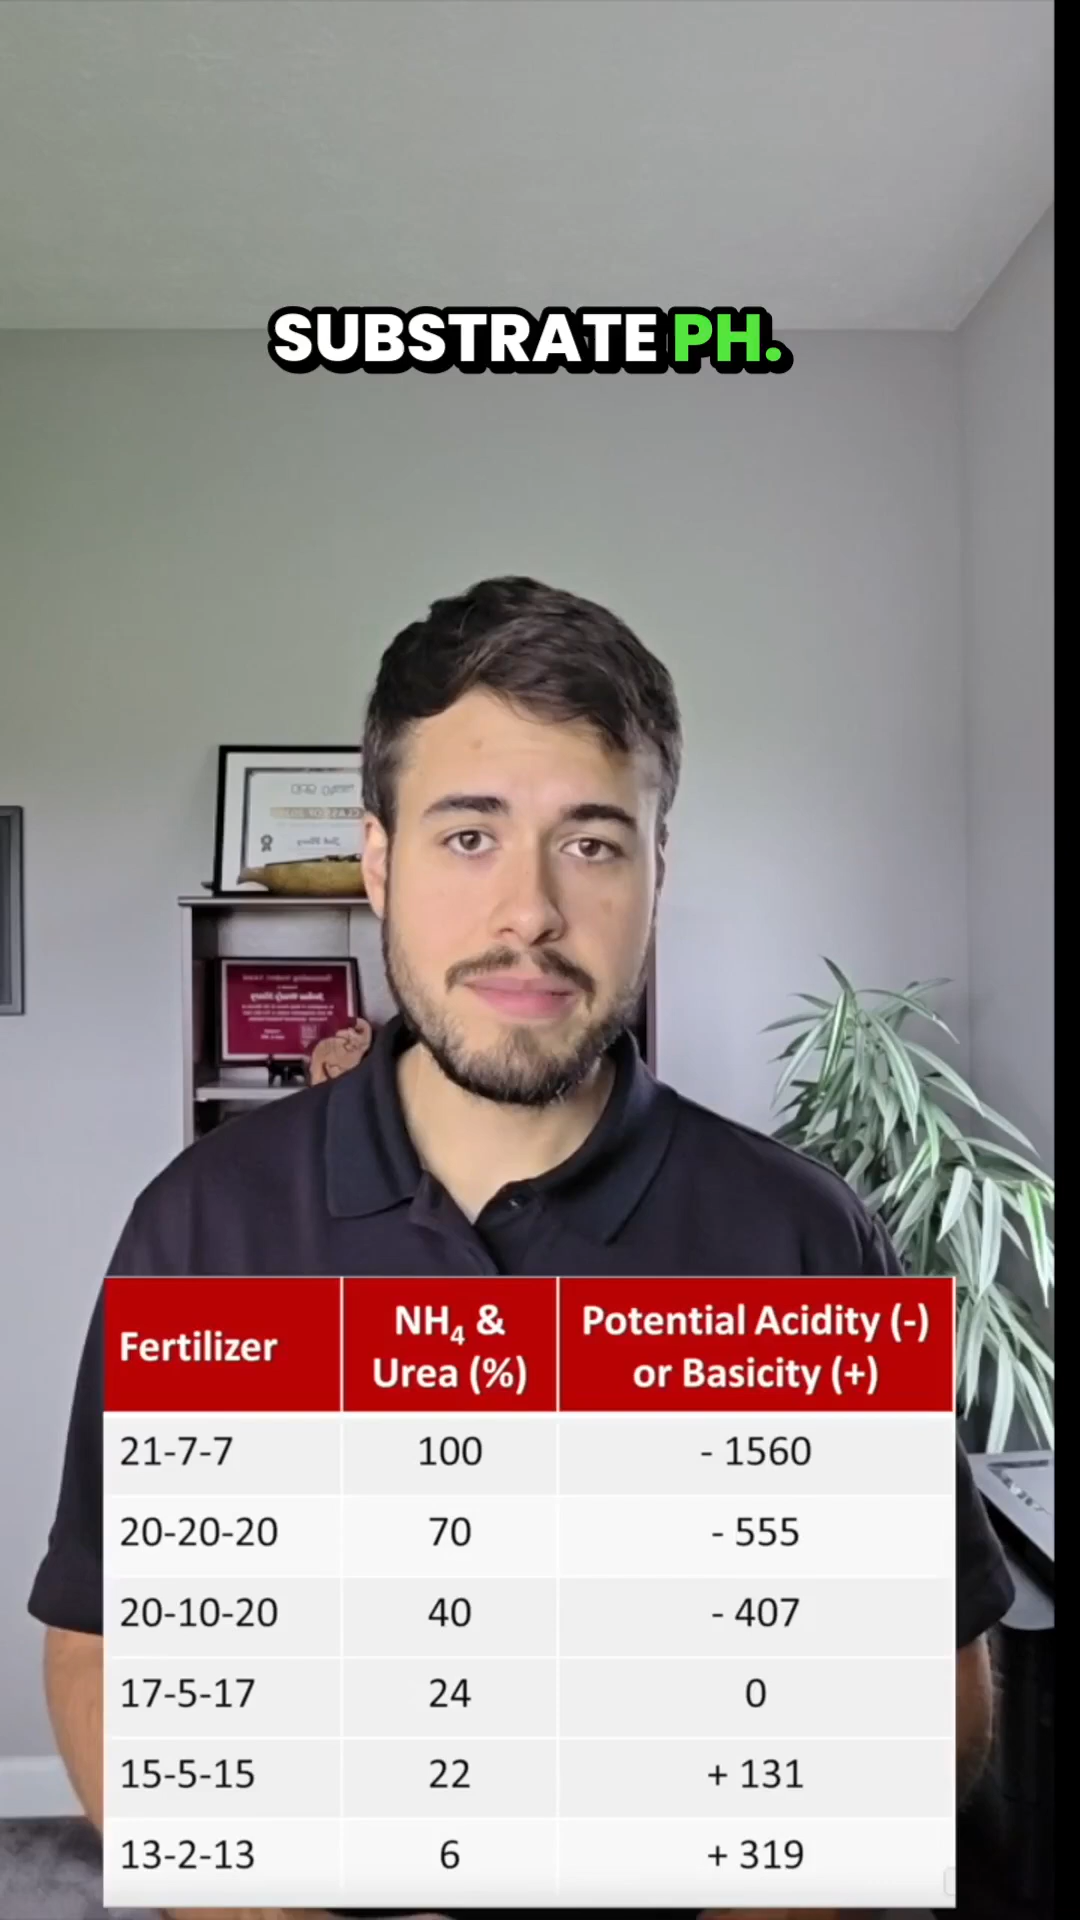 SUBSTRATE PH.
Fertilizer
NH₄ &
Urea (%)
Potential Acidity (-)
or Basicity (+)
21-7-7 100 - 1560
20-20-20 70 - 555
20-10-20 40 - 407
17-5-17 24 0
15-5-15 22 + 131
13-2-13 6 + 319